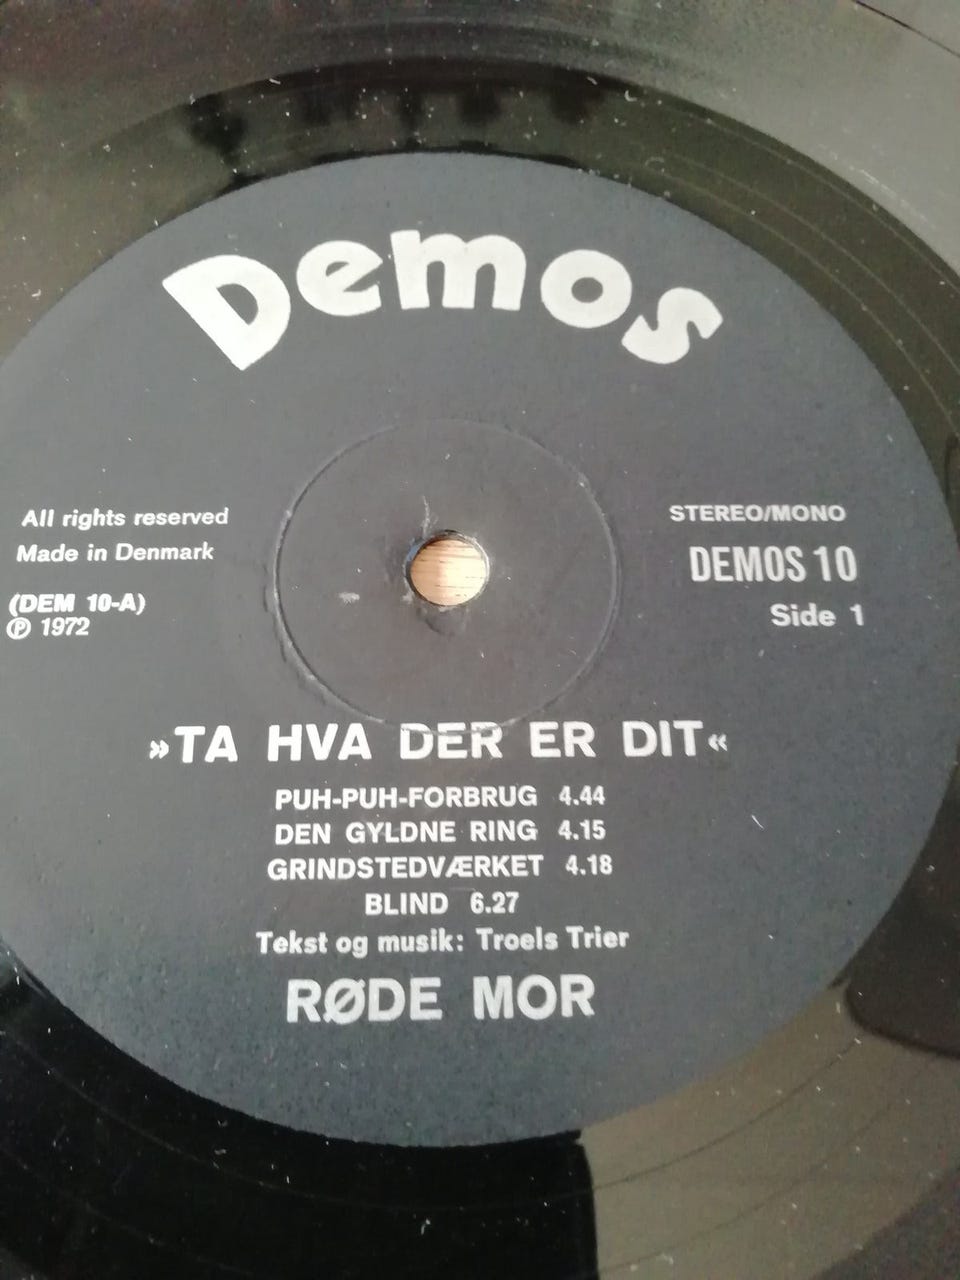 Demos
All rights reserved
Made in Denmark
(DEM 10-A)
Ⓟ 1972
STEREO/MONO
DEMOS 10
Side 1
»TA HVA DER ER DIT«
PUH-PUH-FORBRUG 4.44
DEN GYLDNE RING 4.15
GRINDSTEDVÆRKET 4.18
BLIND 6.27
Tekst og musik: Troels Trier
RØDE MOR